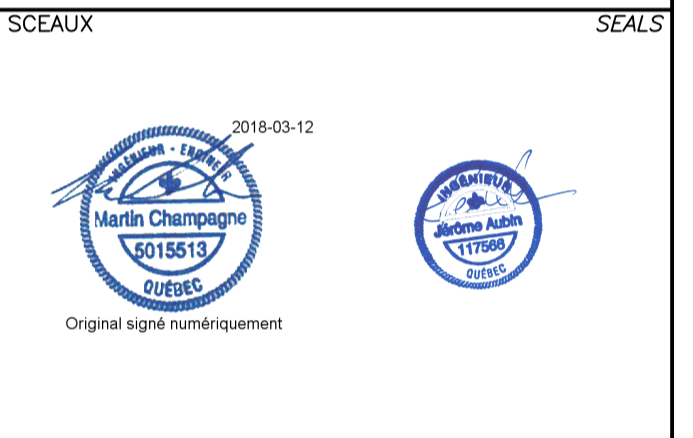 SCEAUX
SEALS
2018-03-12
INGÉNIEUR - ENGINEER
Martin Champagne
5015513
QUÉBEC
Original signé numériquement
INGÉNIEUR
Jérôme Aubin
117566
QUÉBEC